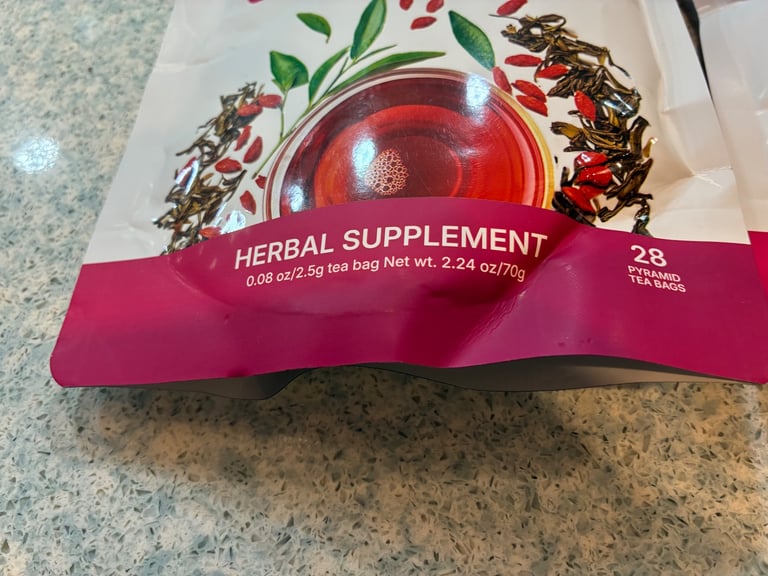 HERBAL SUPPLEMENT
0.08 oz/2.5g tea bag Net wt. 2.24 oz/70g
28
PYRAMID
TEA BAGS